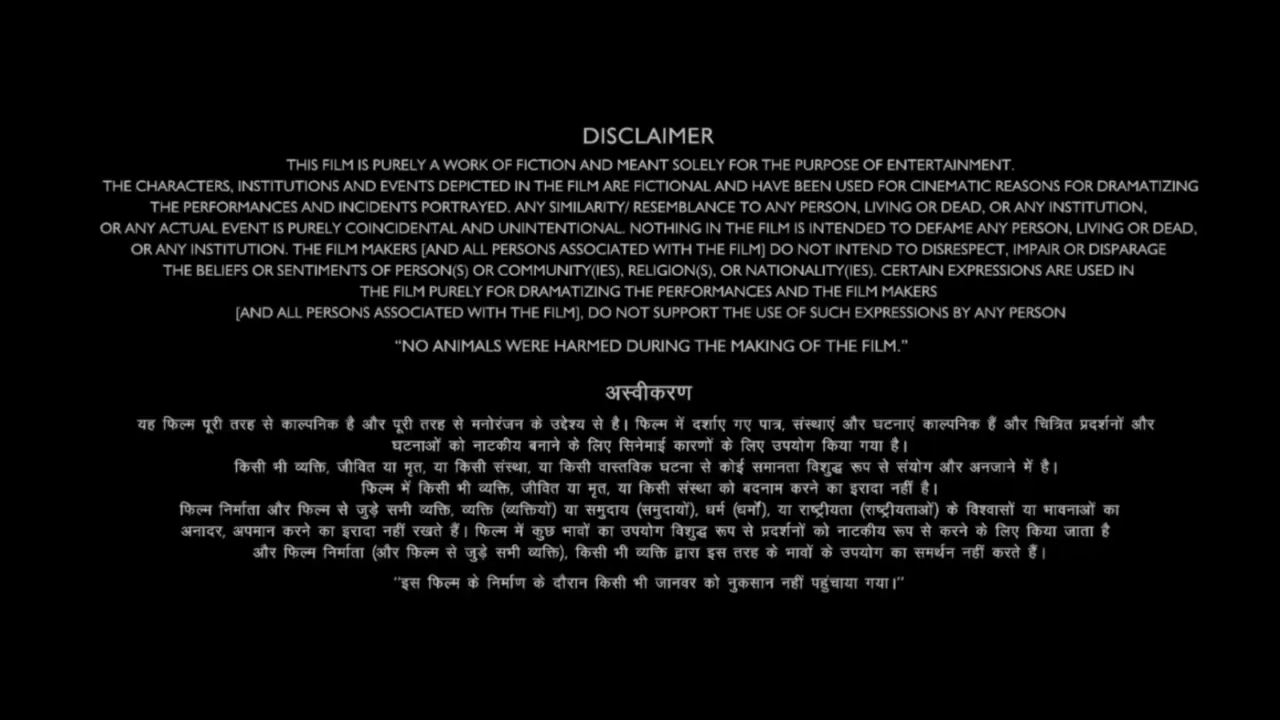 DISCLAIMER
THIS FILM IS PURELY A WORK OF FICTION AND MEANT SOLELY FOR THE PURPOSE OF ENTERTAINMENT.
THE CHARACTERS, INSTITUTIONS AND EVENTS DEPICTED IN THE FILM ARE FICTIONAL AND HAVE BEEN USED FOR CINEMATIC REASONS FOR DRAMATIZING
THE PERFORMANCES AND INCIDENTS PORTRAYED. ANY SIMILARITY/ RESEMBLANCE TO ANY PERSON, LIVING OR DEAD, OR ANY INSTITUTION,
OR ANY ACTUAL EVENT IS PURELY COINCIDENTAL AND UNINTENTIONAL. NOTHING IN THE FILM IS INTENDED TO DEFAME ANY PERSON, LIVING OR DEAD,
OR ANY INSTITUTION. THE FILM MAKERS [AND ALL PERSONS ASSOCIATED WITH THE FILM] DO NOT INTEND TO DISRESPECT, IMPAIR OR DISPARAGE
THE BELIEFS OR SENTIMENTS OF PERSON(S) OR COMMUNITY(IES), RELIGION(S), OR NATIONALITY(IES). CERTAIN EXPRESSIONS ARE USED IN
THE FILM PURELY FOR DRAMATIZING THE PERFORMANCES AND THE FILM MAKERS
[AND ALL PERSONS ASSOCIATED WITH THE FILM], DO NOT SUPPORT THE USE OF SUCH EXPRESSIONS BY ANY PERSON
“NO ANIMALS WERE HARMED DURING THE MAKING OF THE FILM.”
अस्वीकरण
यह फिल्म पूरी तरह से काल्पनिक है और पूरी तरह से मनोरंजन के उद्देश्य से है। फिल्म में दर्शाए गए पात्र, संस्थाएं और घटनाएं काल्पनिक हैं और चित्रित प्रदर्शनों और
घटनाओं को नाटकीय बनाने के लिए सिनेमाई कारणों के लिए उपयोग किया गया है।
किसी भी व्यक्ति, जीवित या मृत, या किसी संस्था, या किसी वास्तविक घटना से कोई समानता विशुद्ध रूप से संयोग और अनजाने में है।
फिल्म में किसी भी व्यक्ति, जीवित या मृत, या किसी संस्था को बदनाम करने का इरादा नहीं है।
फिल्म निर्माता और फिल्म से जुड़े सभी व्यक्ति, व्यक्ति (व्यक्तियों) या समुदाय (समुदायों), धर्म (धर्मों), या राष्ट्रीयता (राष्ट्रीयताओं) के विश्वासों या भावनाओं का
अनादर, अपमान करने का इरादा नहीं रखते हैं। फिल्म में कुछ भावों का उपयोग विशुद्ध रूप से प्रदर्शनों को नाटकीय रूप से करने के लिए किया जाता है
और फिल्म निर्माता (और फिल्म से जुड़े सभी व्यक्ति), किसी भी व्यक्ति द्वारा इस तरह के भावों के उपयोग का समर्थन नहीं करते हैं।
“इस फिल्म के निर्माण के दौरान किसी भी जानवर को नुकसान नहीं पहुंचाया गया।”